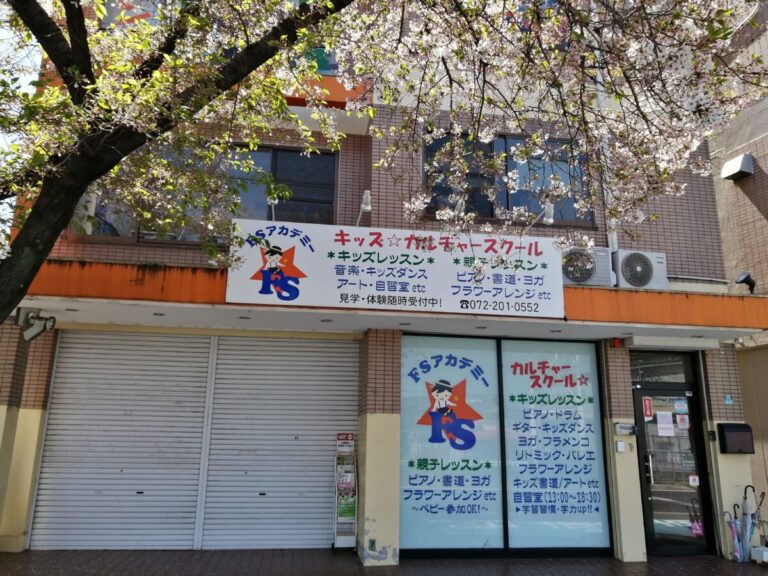 FSアカデミー
FS
キッズ☆カルチャースクール
*キッズレッスン*
音楽・キッズダンス
アート・自習室 etc
見学・体験随時受付中!
*親子レッスン*
ピアノ・書道・ヨガ
フラワーアレンジ etc
☎072-201-0552
FSアカデミー
FS
*親子レッスン*
ピアノ・書道・ヨガ
フラワーアレンジ etc
~ベビー参加OK!~
カルチャー
スクール☆
*キッズレッスン*
ピアノ・ドラム
ギター・キッズダンス
ヨガ・フラメンコ
リトミック・バレエ
フラワーアレンジ
キッズ書道/アート etc
自習室(13:00~28:30)
▶学習習慣・学力up!!◀